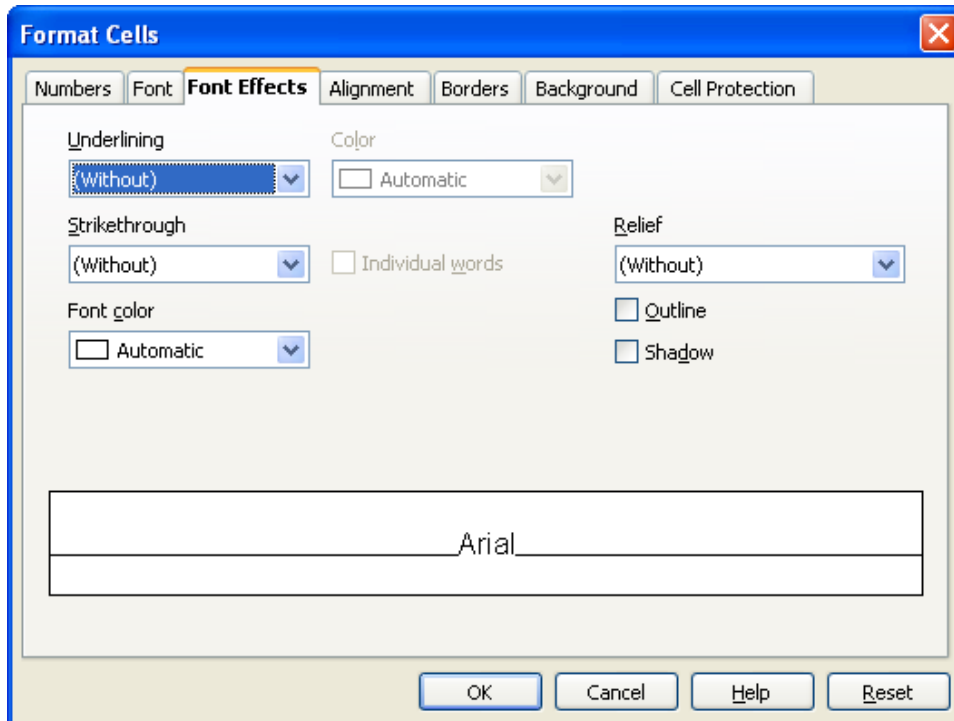 Format Cells
Numbers Font Font Effects Alignment Borders Background Cell Protection
Underlining Color
(Without) Automatic
Strikethrough Relief
(Without) Individual words (Without)
Font color Outline
Automatic Shadow
Arial
OK Cancel Help Reset